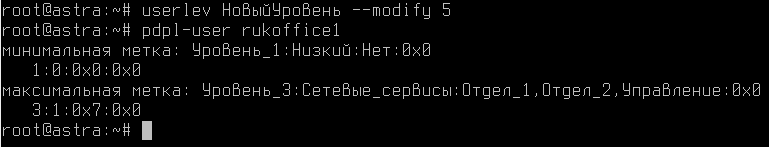 root@astra:~# userlev НовыйУровень --modify 5
root@astra:~# pdpl-user rukoffice1
минимальная метка: Уровень_1:Низкий:Нет:0x0
1:0:0x0:0x0
максимальная метка: Уровень_3:Сетевые_сервисы:Отдел_1,Отдел_2,Управление:0x0
3:1:0x7:0x0
root@astra:~#